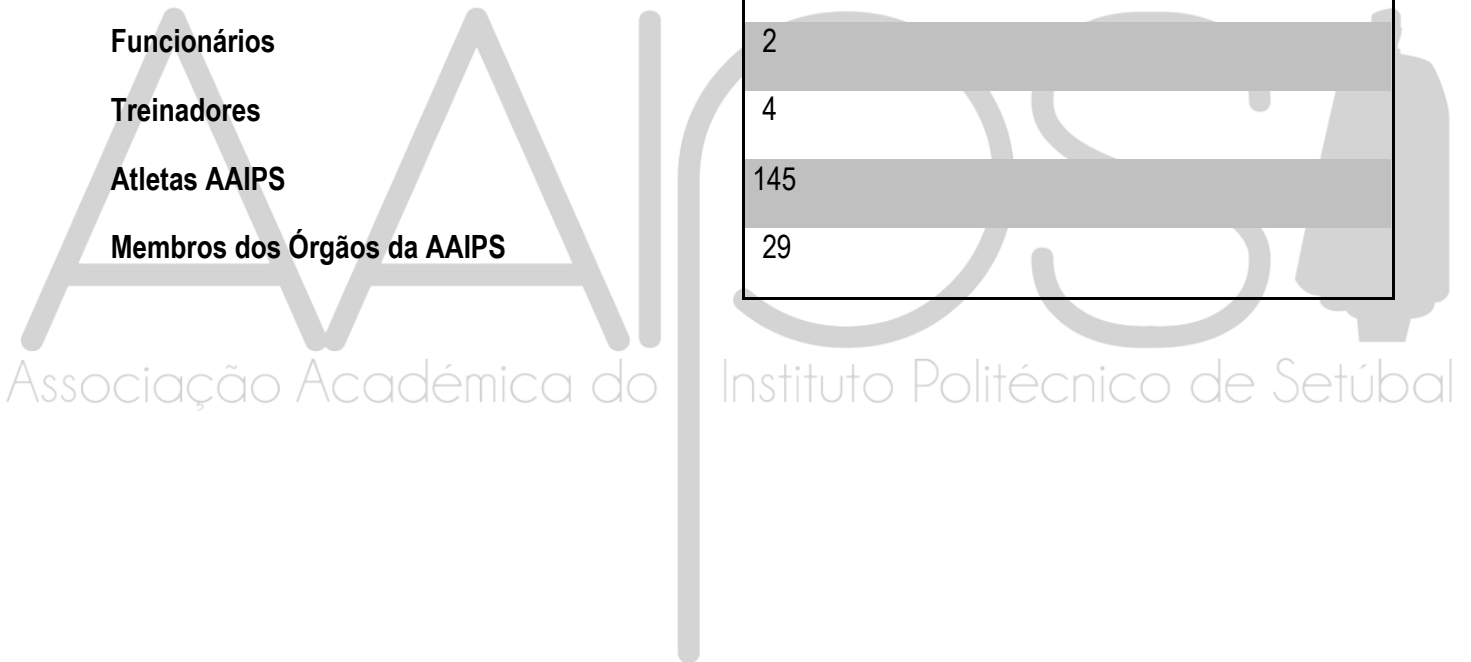 Funcionários 2
Treinadores 4
Atletas AAIPS 145
Membros dos Órgãos da AAIPS 29
AAIPS
Associação Académica do Instituto Politécnico de Setúbal